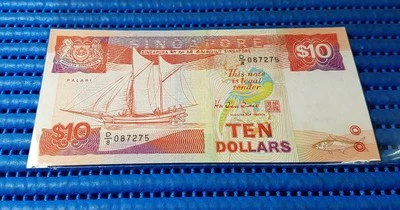 SINGAPORE
$10
D/8 087275
PALARI
This note
is legal
tender
$10
D/8 087275
TEN
DOLLARS